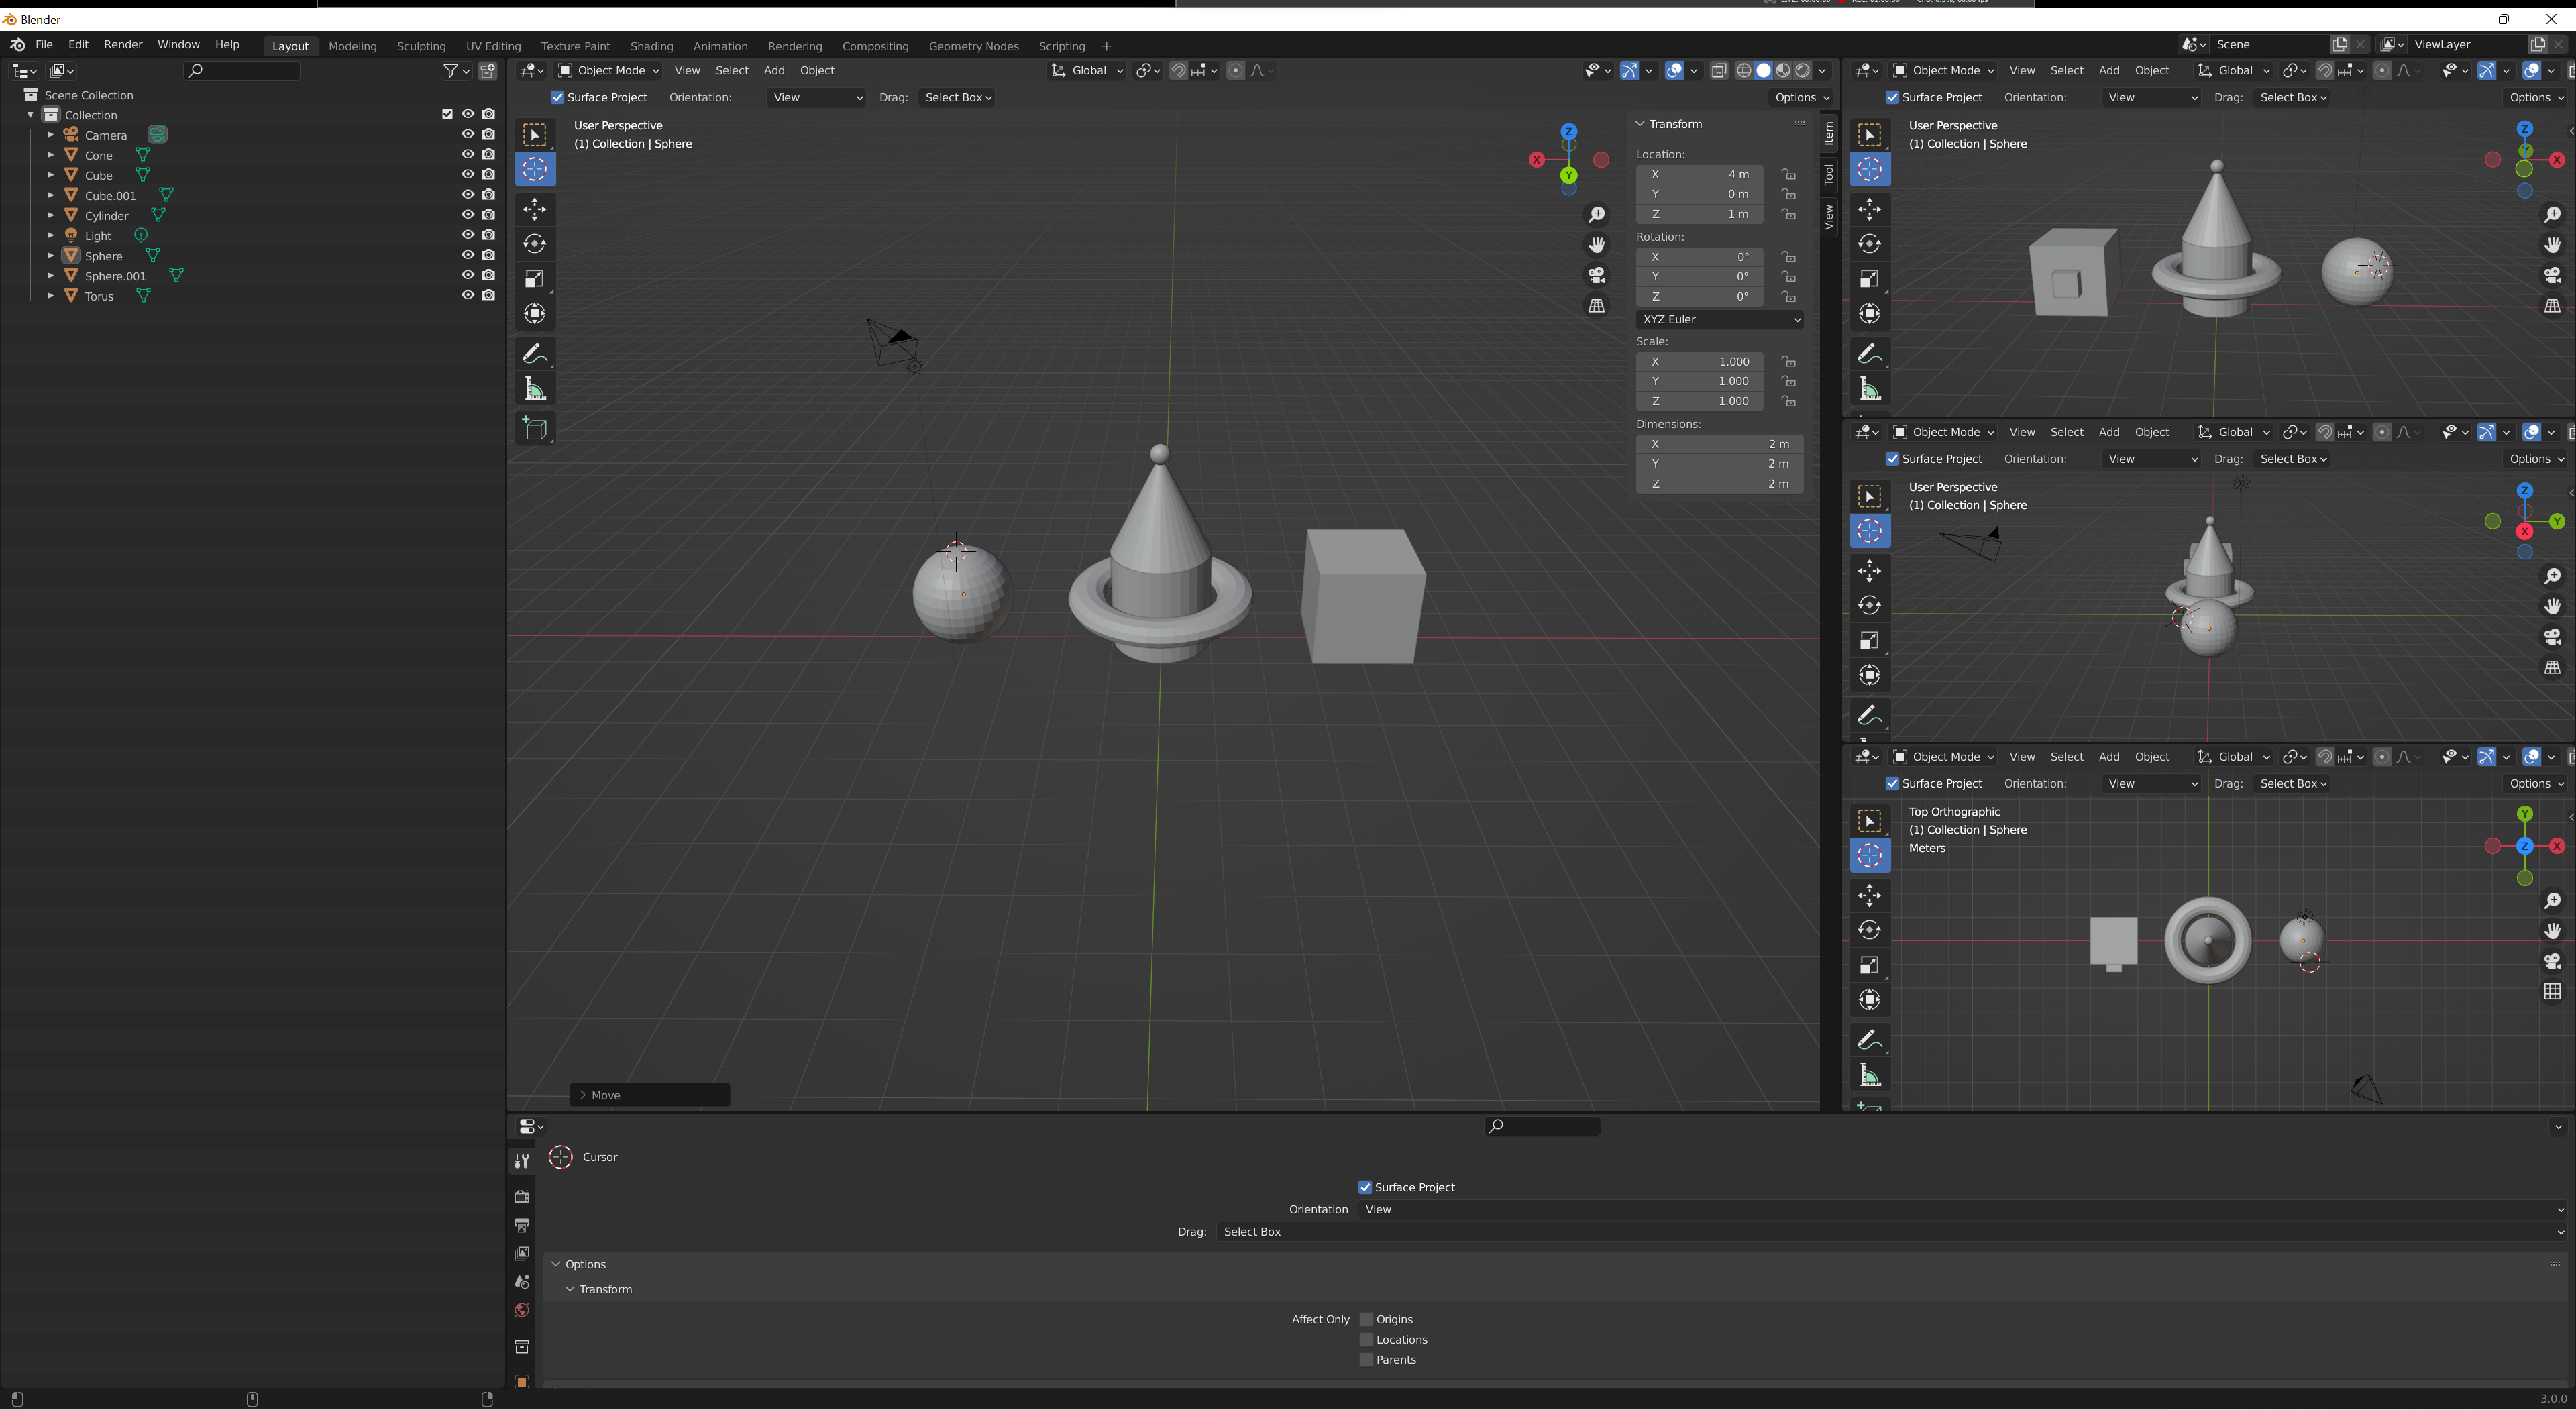 Blender
File Edit Render Window Help Layout Modeling Sculpting UV Editing Texture Paint Shading Animation Rendering Compositing Geometry Nodes Scripting + Scene ViewLayer
Object Mode View Select Add Object Global
Surface Project Orientation: View Drag: Select Box Options
Scene Collection
Collection
Camera
Cone
Cube
Cube.001
Cylinder
Light
Sphere
Sphere.001
Torus
User Perspective
(1) Collection | Sphere
Z
X
Y
Transform
Location:
X 4 m
Y 0 m
Z 1 m
Rotation:
X 0°
Y 0°
Z 0°
XYZ Euler
Scale:
X 1.000
Y 1.000
Z 1.000
Dimensions:
X 2 m
Y 2 m
Z 2 m
Item
Tool
View
Move
Object Mode View Select Add Object Global
Surface Project Orientation: View Drag: Select Box Options
User Perspective
(1) Collection | Sphere
Z
Y
X
Object Mode View Select Add Object Global
Surface Project Orientation: View Drag: Select Box Options
User Perspective
(1) Collection | Sphere
Z
Y
X
Object Mode View Select Add Object Global
Surface Project Orientation: View Drag: Select Box Options
Top Orthographic
(1) Collection | Sphere
Meters
Y
Z
X
Cursor
Surface Project
Orientation View
Drag: Select Box
Options
Transform
Affect Only Origins
Locations
Parents
3.0.0